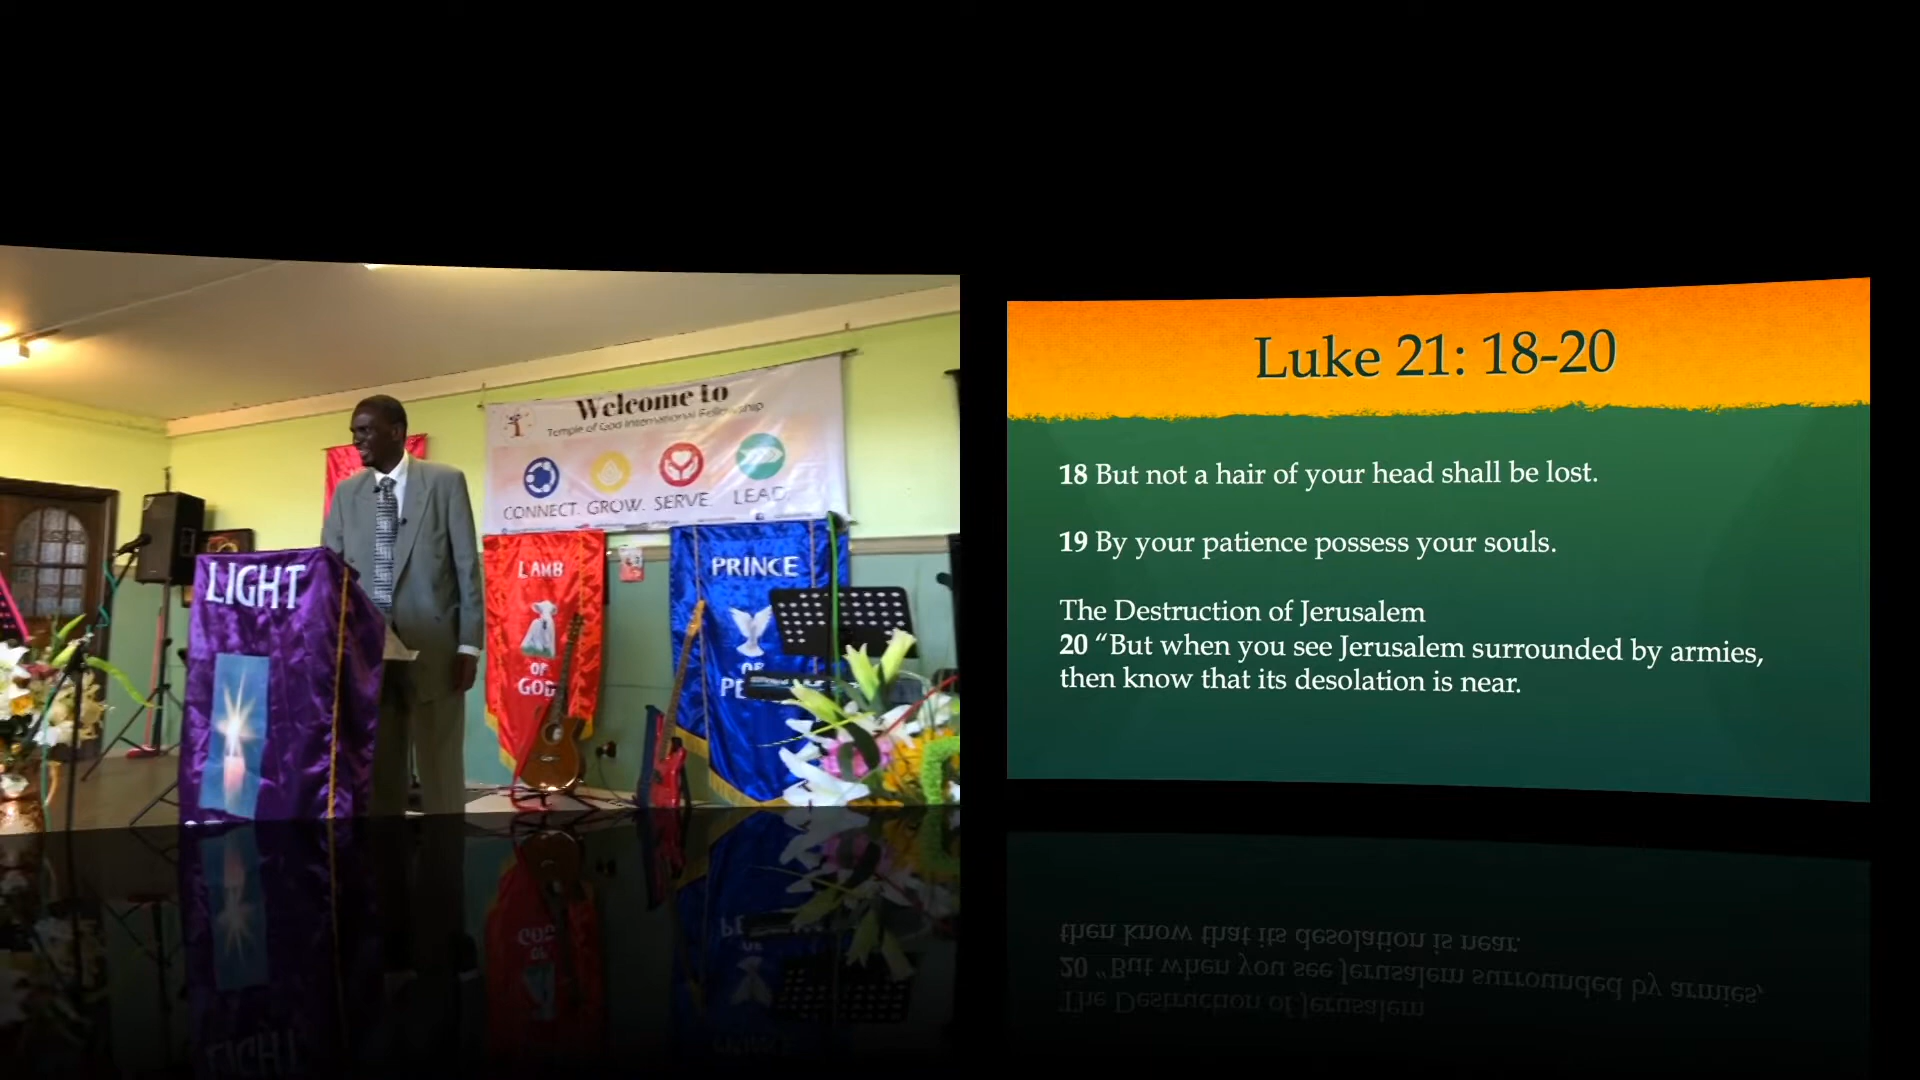 Welcome to
Temple of God International Fellowship
CONNECT. GROW. SERVE. LEAD.
LIGHT
LAMB
OF
GOD
PRINCE
OF
PE
Luke 21: 18-20
18 But not a hair of your head shall be lost.
19 By your patience possess your souls.
The Destruction of Jerusalem
20 “But when you see Jerusalem surrounded by armies,
then know that its desolation is near.